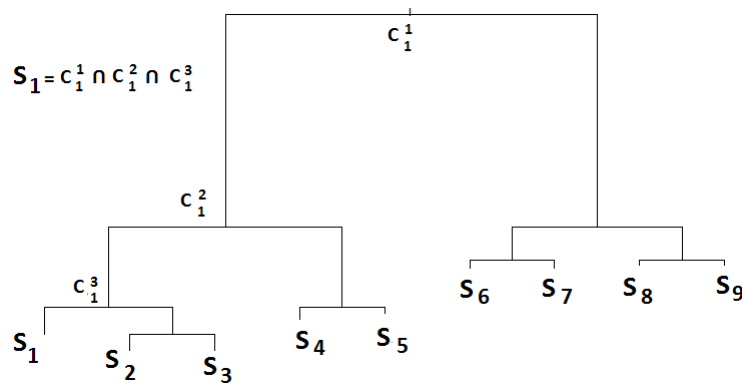 C₁¹
S₁ = C₁¹ ∩ C₁² ∩ C₁³
C₁²
C₁³
S₁
S₂
S₃
S₄
S₅
S₆
S₇
S₈
S₉